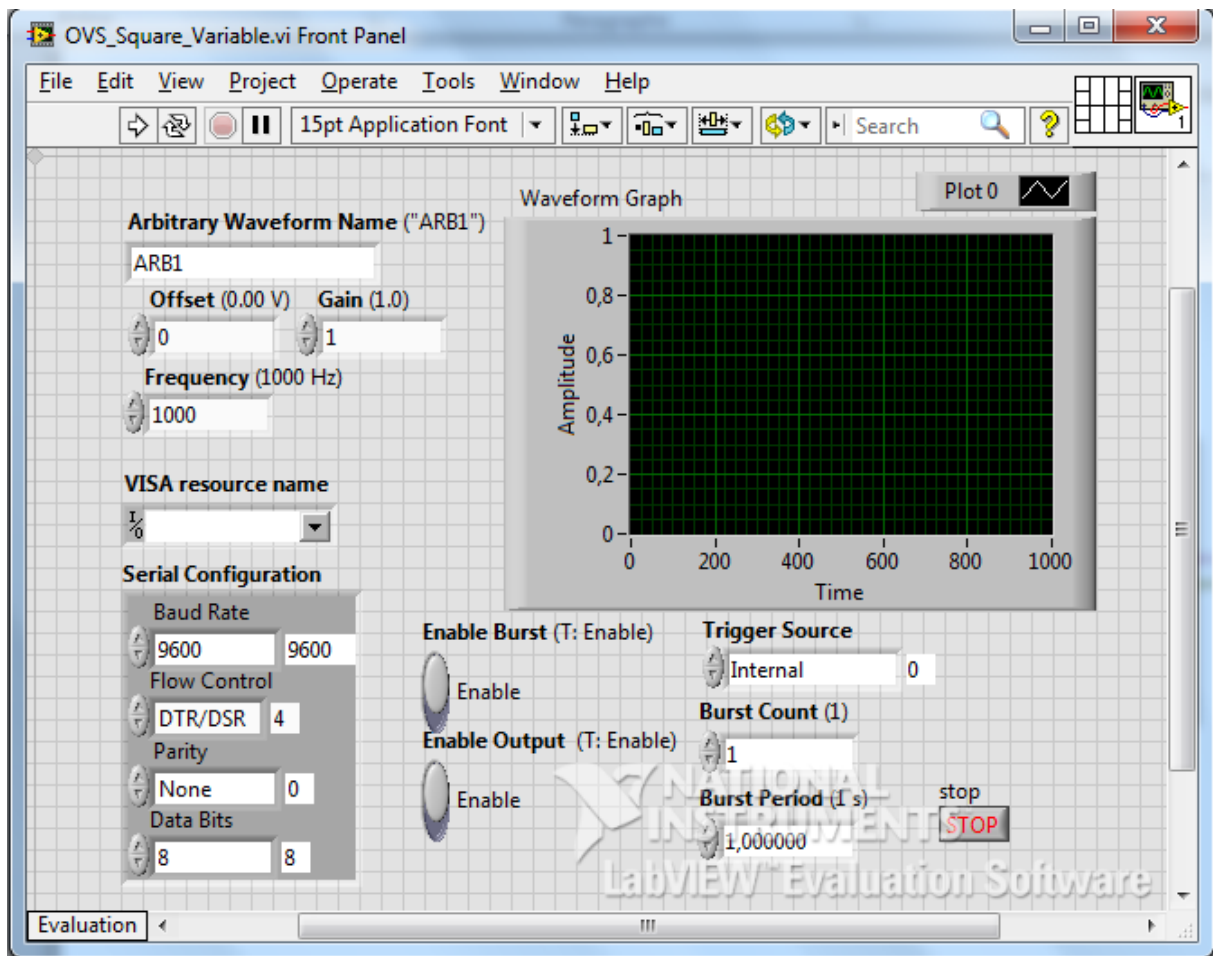 OVS_Square_Variable.vi Front Panel
File Edit View Project Operate Tools Window Help
15pt Application Font
Search
1
Arbitrary Waveform Name ("ARB1")
ARB1
Offset (0.00 V) Gain (1.0)
0 1
Frequency (1000 Hz)
1000
VISA resource name
I/O
Serial Configuration
Baud Rate
9600 9600
Flow Control
DTR/DSR 4
Parity
None 0
Data Bits
8 8
Waveform Graph
Plot 0
Amplitude
1
0,8
0,6
0,4
0,2
0
0 200 400 600 800 1000
Time
Enable Burst (T: Enable)
Enable
Enable Output (T: Enable)
Enable
Trigger Source
Internal 0
Burst Count (1)
1
Burst Period (1 s)
1,000000
stop
STOP
NATIONAL
INSTRUMENTS
LabVIEW™ Evaluation Software
Evaluation